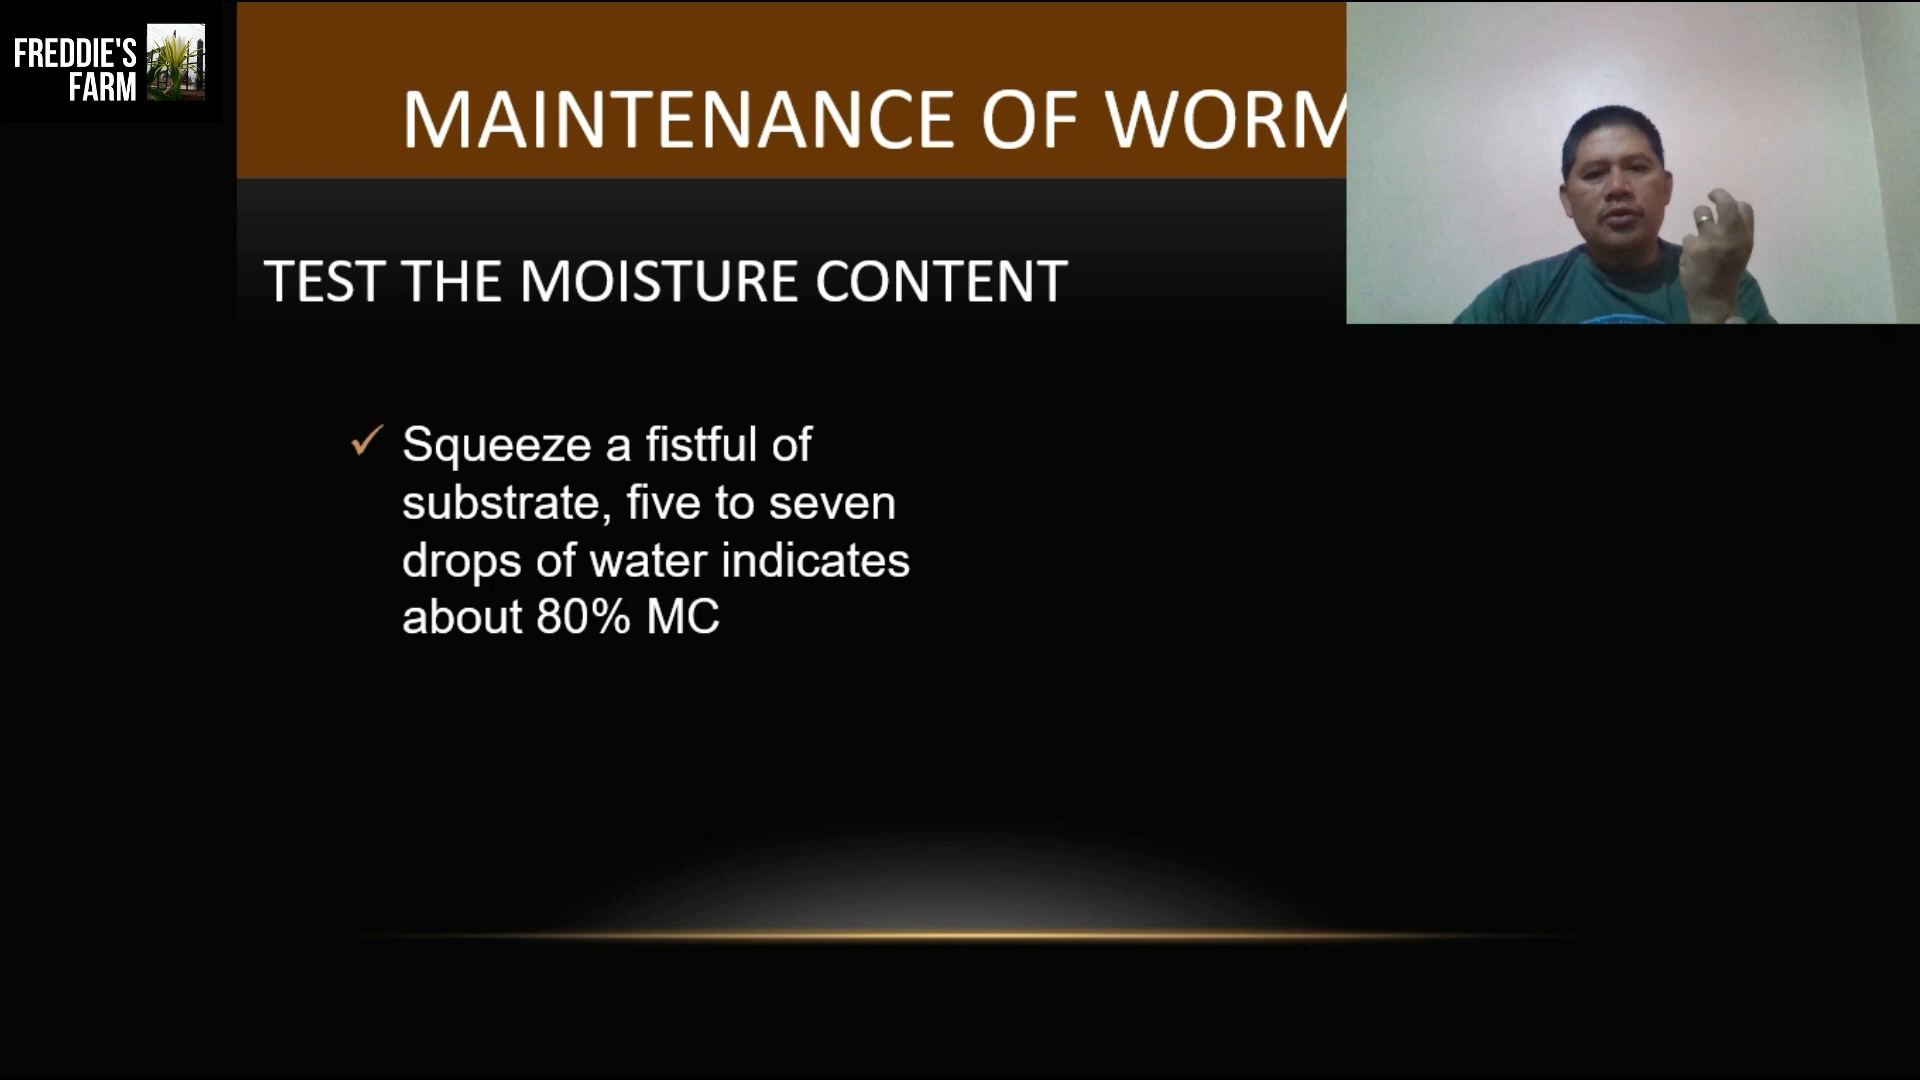 FREDDIE'S
FARM
MAINTENANCE OF WORM
TEST THE MOISTURE CONTENT
✓ Squeeze a fistful of
substrate, five to seven
drops of water indicates
about 80% MC